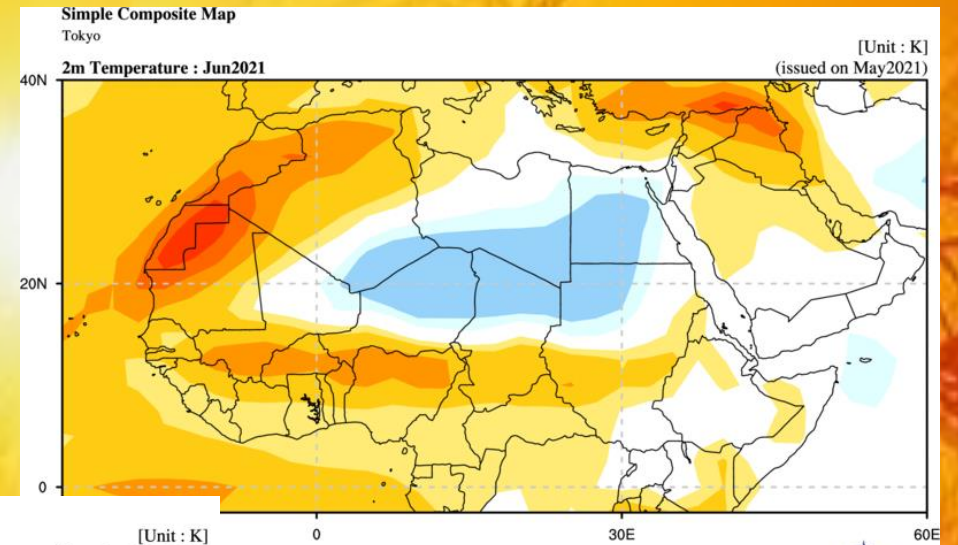 Simple Composite Map
Tokyo
[Unit : K]
2m Temperature : Jun2021
(issued on May2021)
40N
20N
0
0
30E
60E
[Unit : K]